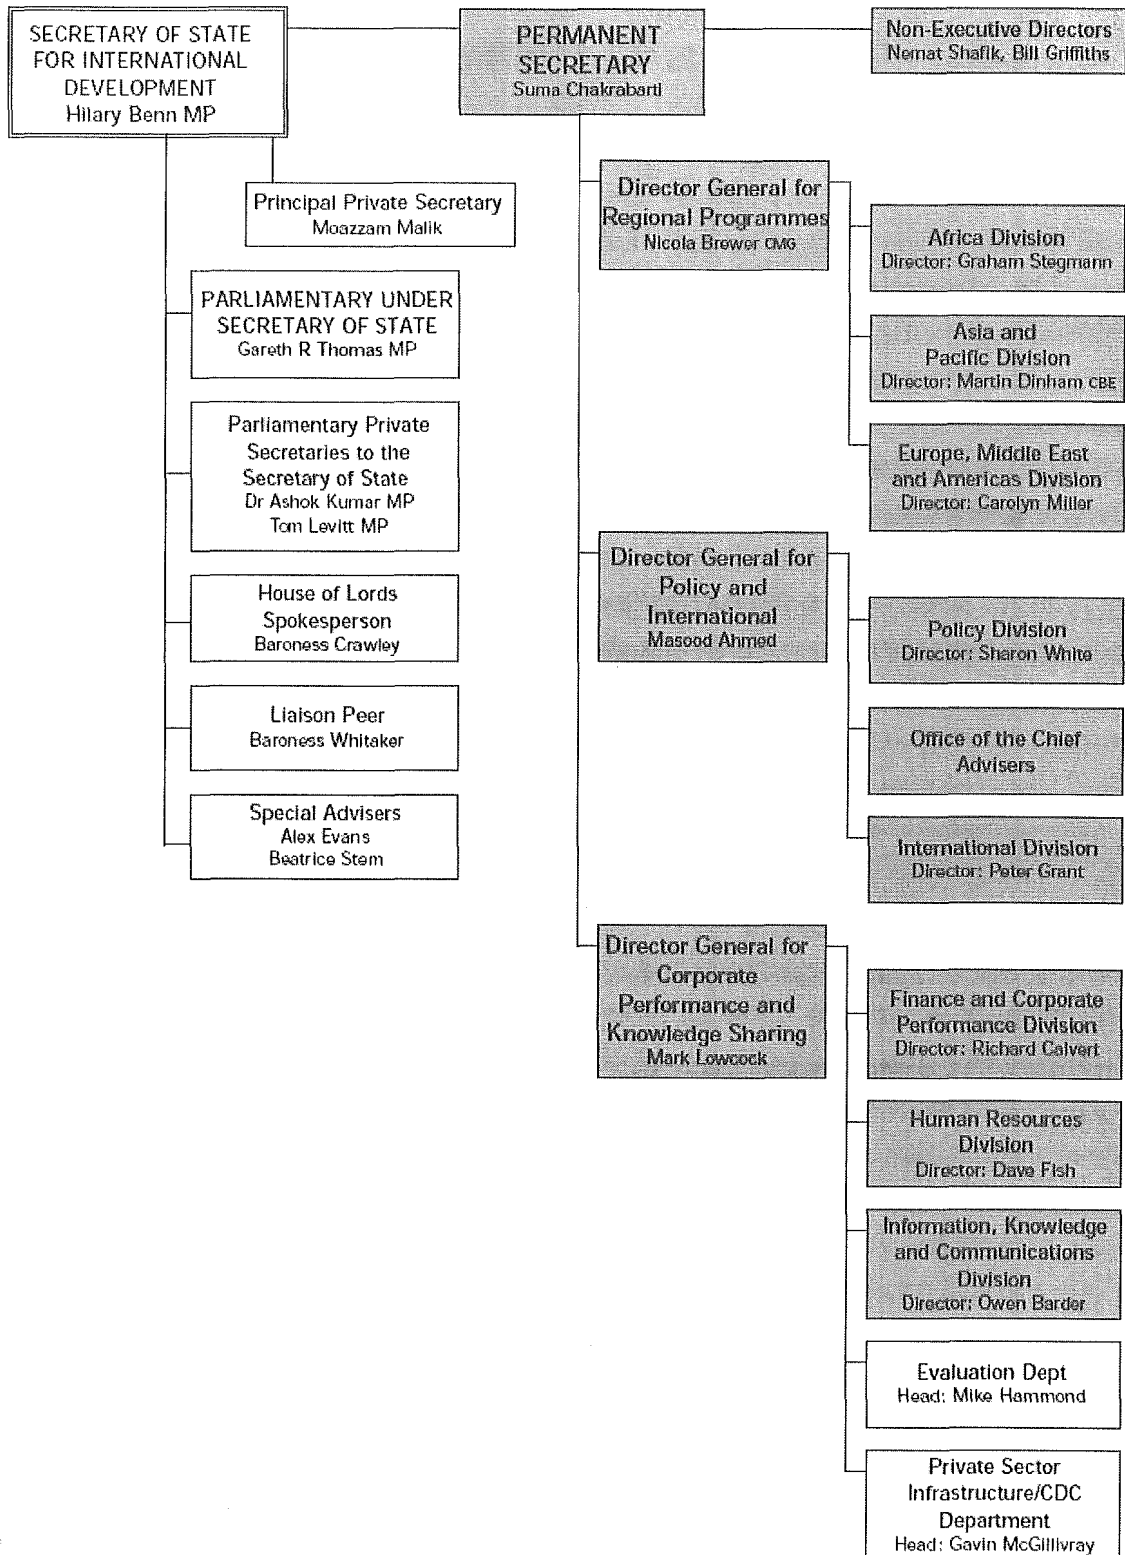 SECRETARY OF STATE
FOR INTERNATIONAL
DEVELOPMENT
Hilary Benn MP
PERMANENT
SECRETARY
Suma Chakrabarti
Non-Executive Directors
Nemat Shafik, Bill Griffiths
Principal Private Secretary
Moazzam Malik
PARLIAMENTARY UNDER
SECRETARY OF STATE
Gareth R Thomas MP
Parliamentary Private
Secretaries to the
Secretary of State
Dr Ashok Kumar MP
Tom Levitt MP
House of Lords
Spokesperson
Baroness Crawley
Liaison Peer
Baroness Whitaker
Special Advisers
Alex Evans
Beatrice Stern
Director General for
Regional Programmes
Nicola Brewer CMG
Africa Division
Director: Graham Stegmann
Asia and
Pacific Division
Director: Martin Dinham CBE
Europe, Middle East
and Americas Division
Director: Carolyn Miller
Director General for
Policy and
International
Masood Ahmed
Policy Division
Director: Sharon White
Office of the Chief
Advisers
International Division
Director: Peter Grant
Director General for
Corporate
Performance and
Knowledge Sharing
Mark Lowcock
Finance and Corporate
Performance Division
Director: Richard Calvert
Human Resources
Division
Director: Dave Fish
Information, Knowledge
and Communications
Division
Director: Owen Barder
Evaluation Dept
Head: Mike Hammond
Private Sector
Infrastructure/CDC
Department
Head: Gavin McGillivray